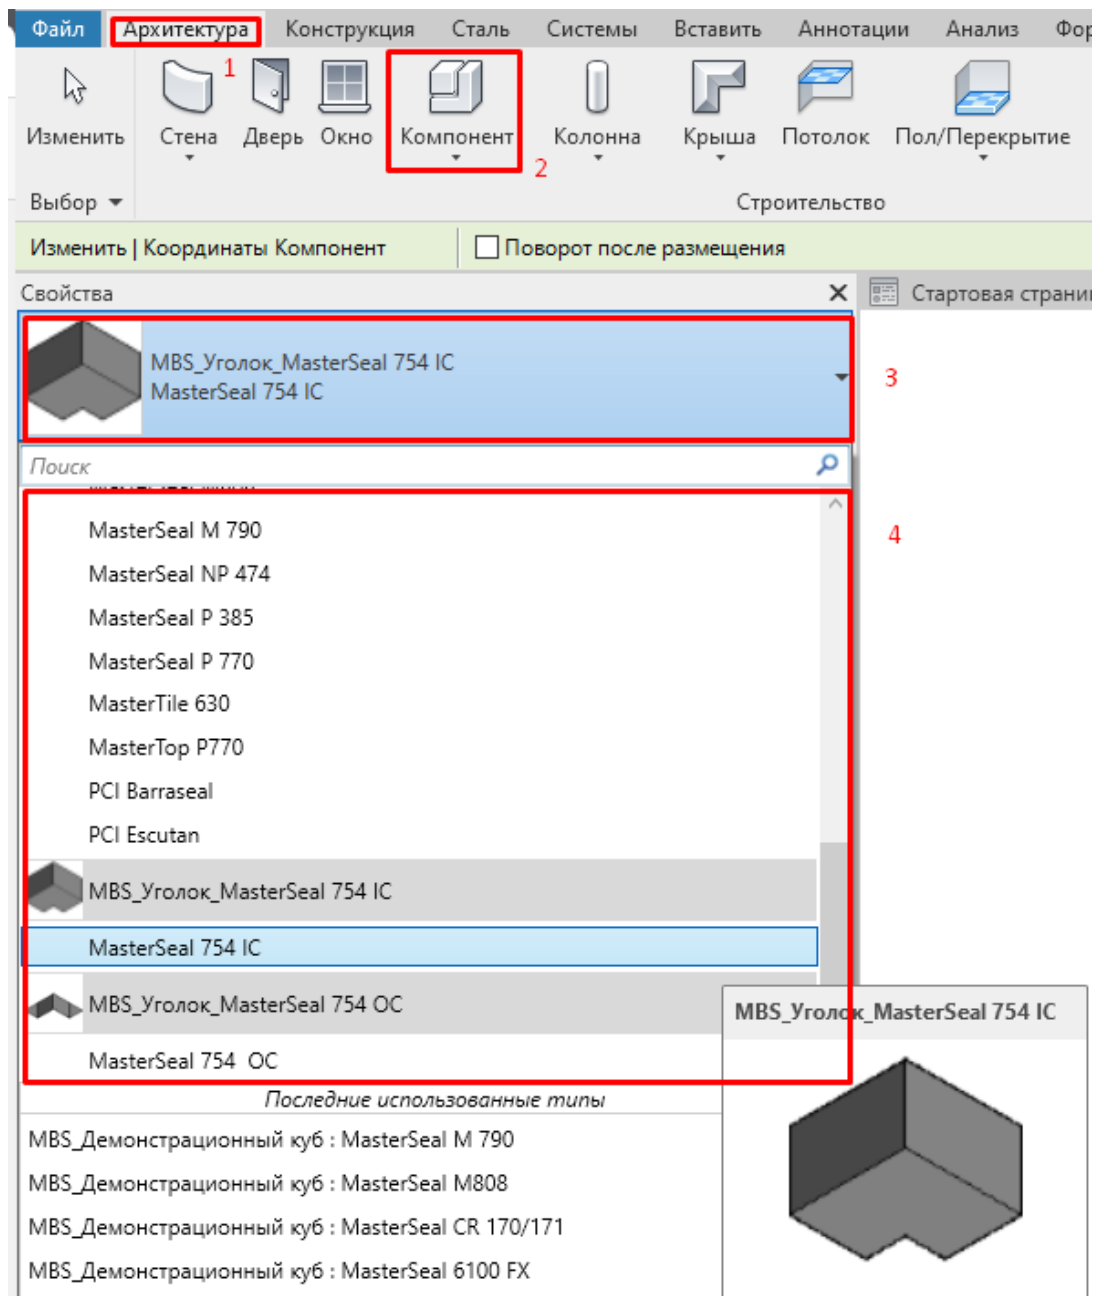 Файл Архитектура Конструкция Сталь Системы Вставить Аннотации Анализ Фор
1
Изменить Стена Дверь Окно Компонент Колонна Крыша Потолок Пол/Перекрытие
2
Выбор Строительство
Изменить | Координаты Компонент Поворот после размещения
Свойства Стартовая страни
MBS_Уголок_MasterSeal 754 IC
MasterSeal 754 IC
3
Поиск
MasterSeal M 790
4
MasterSeal NP 474
MasterSeal P 385
MasterSeal P 770
MasterTile 630
MasterTop P770
PCI Barraseal
PCI Escutan
MBS_Уголок_MasterSeal 754 IC
MasterSeal 754 IC
MBS_Уголок_MasterSeal 754 OC
MBS_Уголок_MasterSeal 754 IC
MasterSeal 754 OC
Последние использованные типы
MBS_Демонстрационный куб : MasterSeal M 790
MBS_Демонстрационный куб : MasterSeal M808
MBS_Демонстрационный куб : MasterSeal CR 170/171
MBS_Демонстрационный куб : MasterSeal 6100 FX